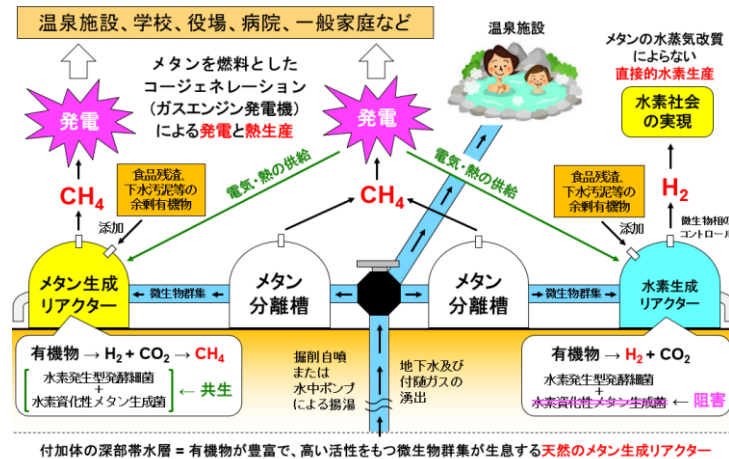 温泉施設、学校、役場、病院、一般家庭など
温泉施設
メタンの水蒸気改質
によらない
直接的水素生産
メタンを燃料とした
コージェネレーション
(ガスエンジン発電機)
による発電と熱生産
発電
発電
水素社会
の実現
食品残渣、
下水汚泥等の
余剰有機物
電気・熱の供給
電気・熱の供給
食品残渣、
下水汚泥等の
余剰有機物
CH4
CH4
H2
添加
添加
微生物相の
コントロール
メタン生成
リアクター
微生物群集
メタン
分離槽
メタン
分離槽
微生物群集
水素生成
リアクター
有機物 → H2 + CO2 → CH4
水素発生型発酵細菌
+
水素資化性メタン生成菌
← 共生
掘削自噴
または
水中ポンプ
による揚湯
地下水及び
付随ガスの
湧出
有機物 → H2 + CO2
水素発生型発酵細菌
+
水素資化性メタン生成菌 ← 阻害
付加体の深部帯水層 = 有機物が豊富で、高い活性をもつ微生物群集が生息する天然のメタン生成リアクター